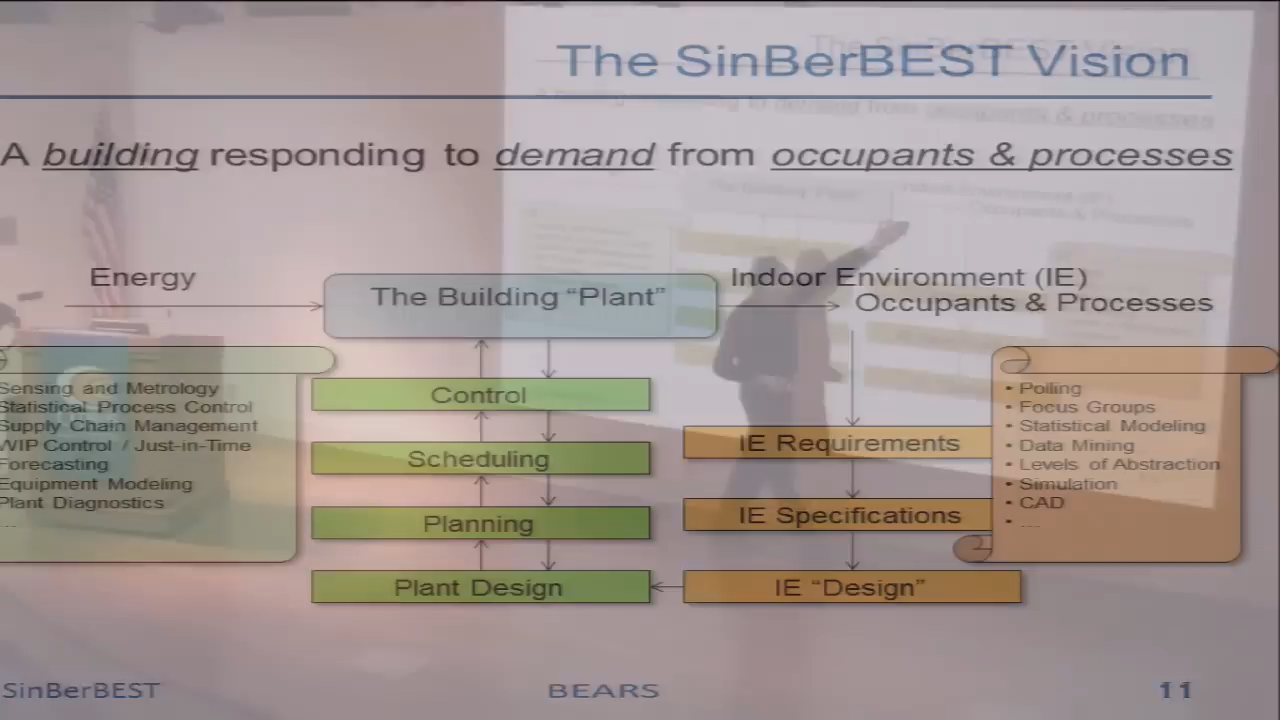 The SinBerBEST Vision
A building responding to demand from occupants & processes
Energy
The Building “Plant”
Indoor Environment (IE)
Occupants & Processes
Sensing and Metrology
Statistical Process Control
Supply Chain Management
WIP Control / Just-in-Time
Forecasting
Equipment Modeling
Plant Diagnostics
...
Control
Scheduling
Planning
Plant Design
IE Requirements
IE Specifications
IE “Design”
• Polling
• Focus Groups
• Statistical Modeling
• Data Mining
• Levels of Abstraction
• Simulation
• CAD
• ...
SinBerBEST
BEARS
11